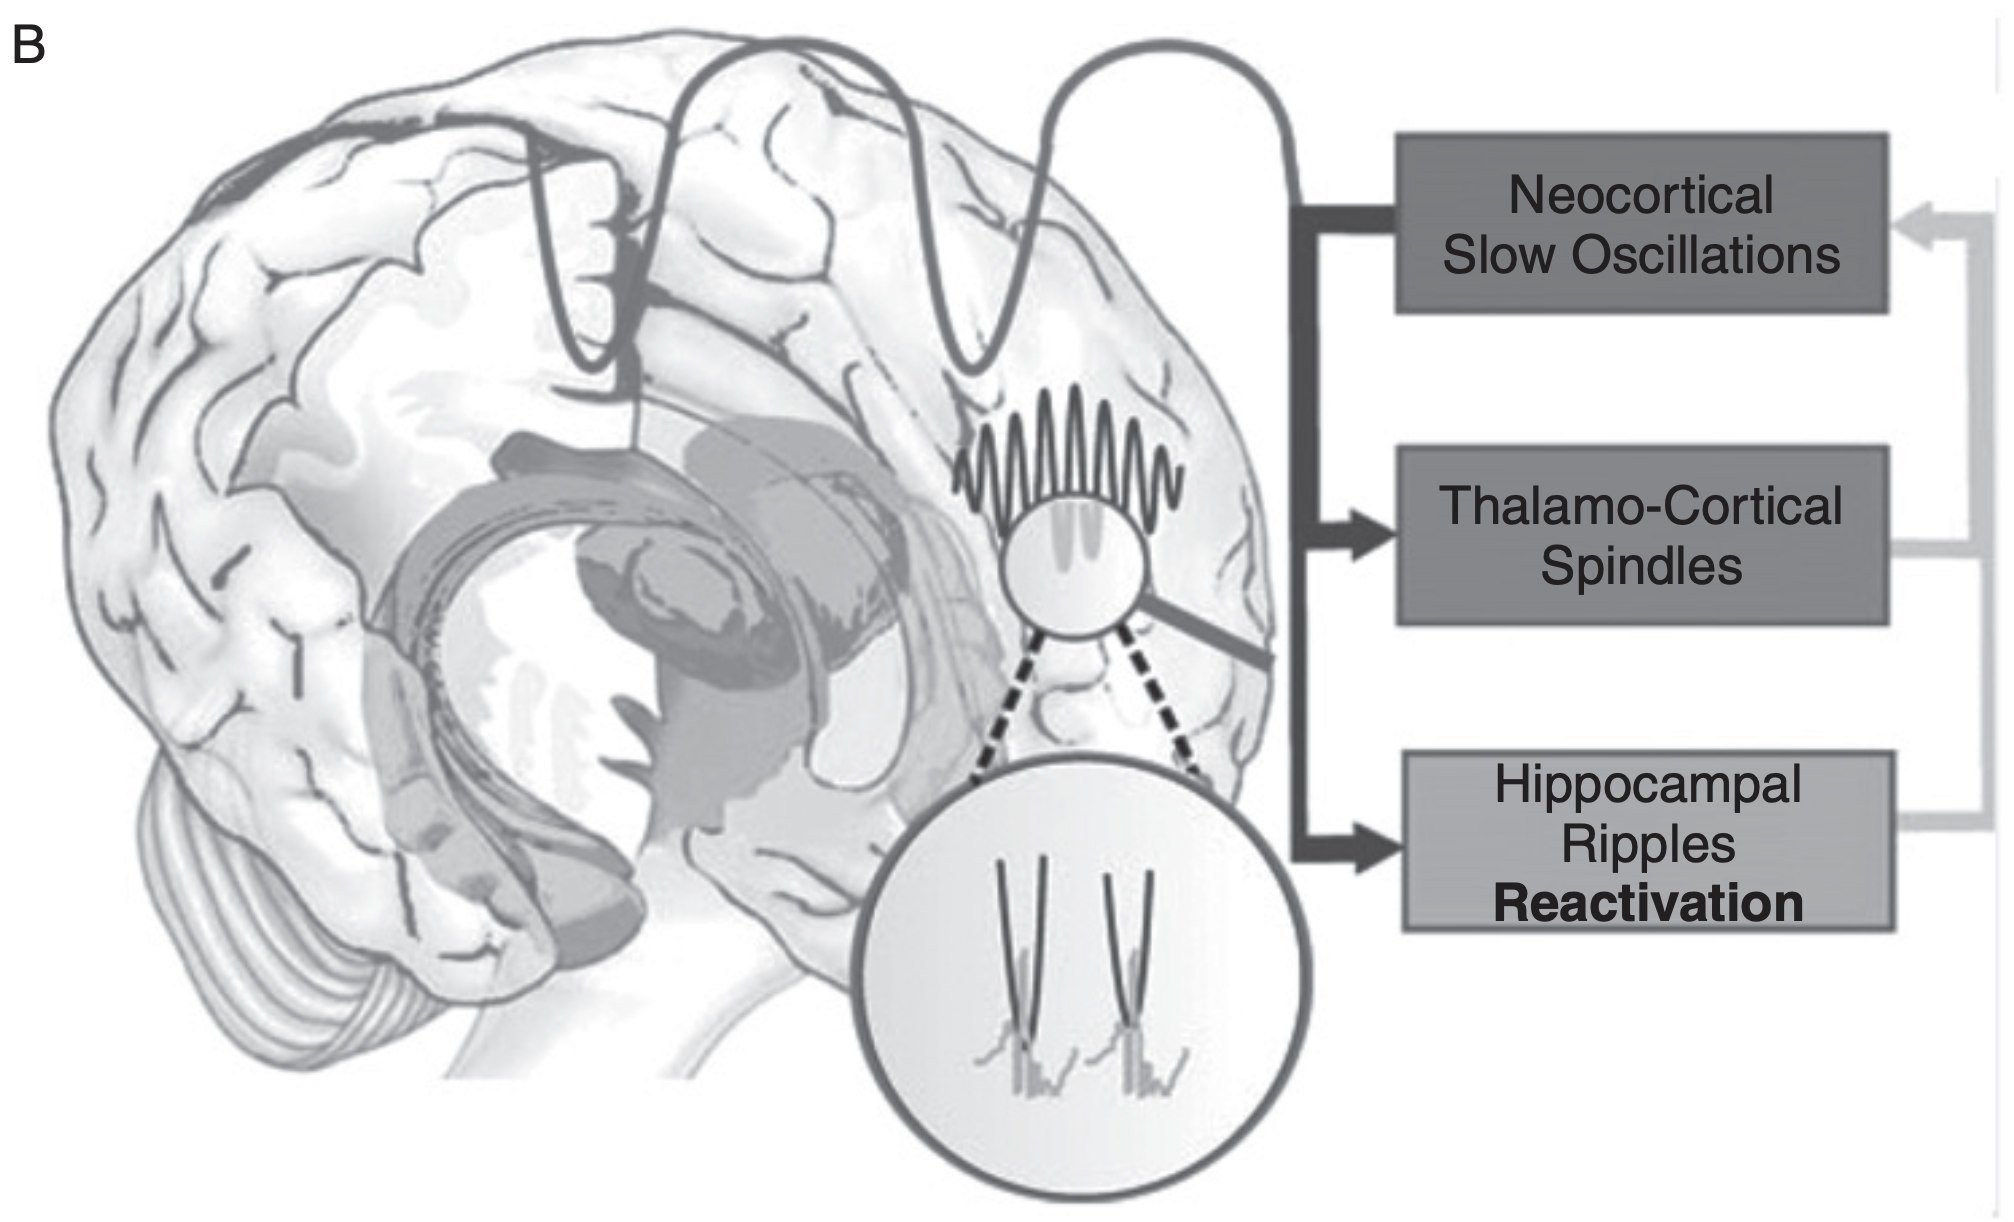 B
Neocortical
Slow Oscillations
Thalamo-Cortical
Spindles
Hippocampal
Ripples
Reactivation